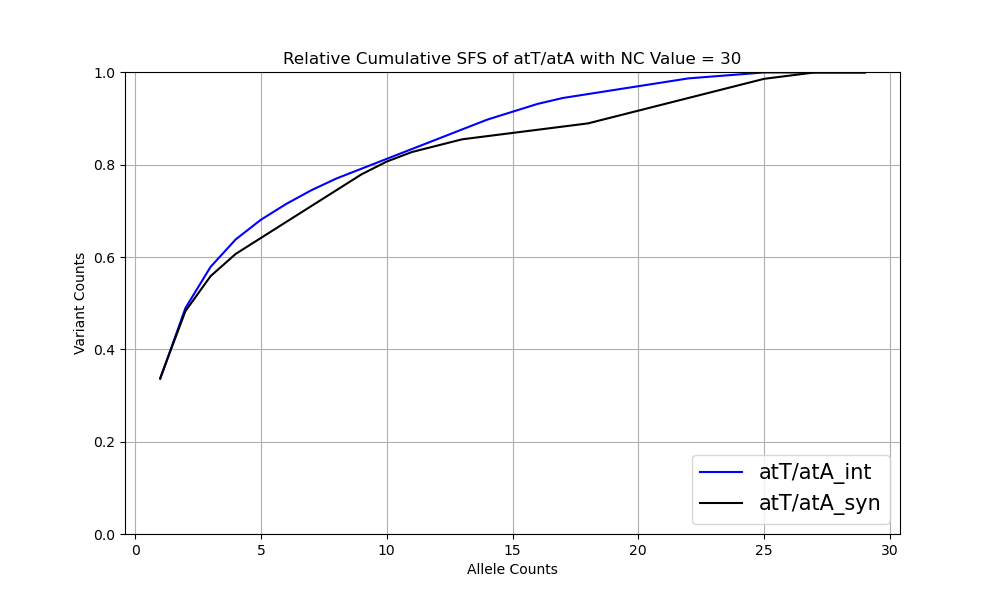 Relative Cumulative SFS of atT/atA with NC Value = 30
1.0
0.8
0.6
0.4
0.2
0.0
Variant Counts
0 5 10 15 20 25 30
Allele Counts
atT/atA_int
atT/atA_syn